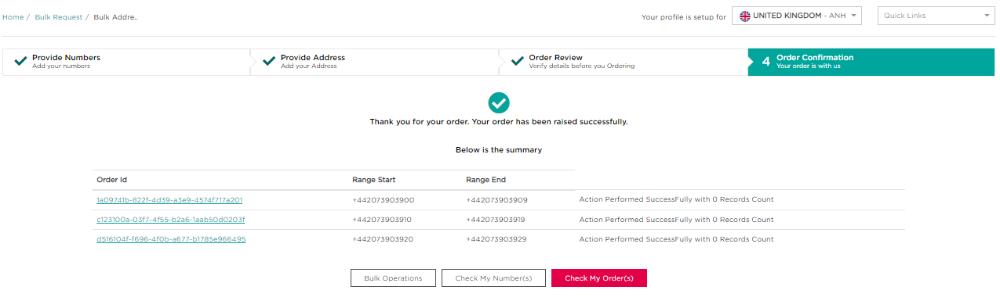 Home / Bulk Request / Bulk Addre..
Your profile is setup for
UNITED KINGDOM - ANH
Quick Links
Provide Numbers
Add your numbers
Provide Address
Add your Address
Order Review
Verify details before you Ordering
4
Order Confirmation
Your order is with us
Thank you for your order. Your order has been raised successfully.
Below is the summary
Order Id Range Start Range End
1a09741b-822f-4d39-a3e9-4574f717a201 +442073903900 +442073903909 Action Performed SuccessFully with 0 Records Count
c123100a-03f7-4f55-b2a6-1aab50d0203f +442073903910 +442073903919 Action Performed SuccessFully with 0 Records Count
d516104f-f696-4f0b-a677-b1785e966495 +442073903920 +442073903929 Action Performed SuccessFully with 0 Records Count
Bulk Operations
Check My Number(s)
Check My Order(s)